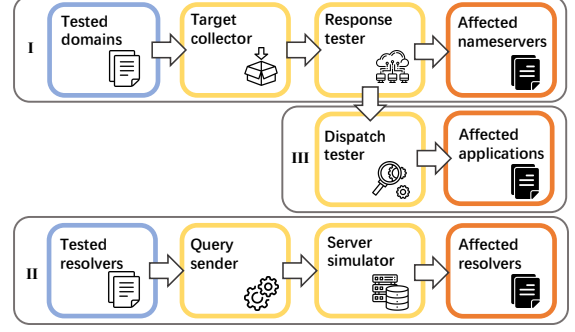 I
Tested
domains
Target
collector
Response
tester
Affected
nameservers
III
Dispatch
tester
Affected
applications
II
Tested
resolvers
Query
sender
Server
simulator
Affected
resolvers